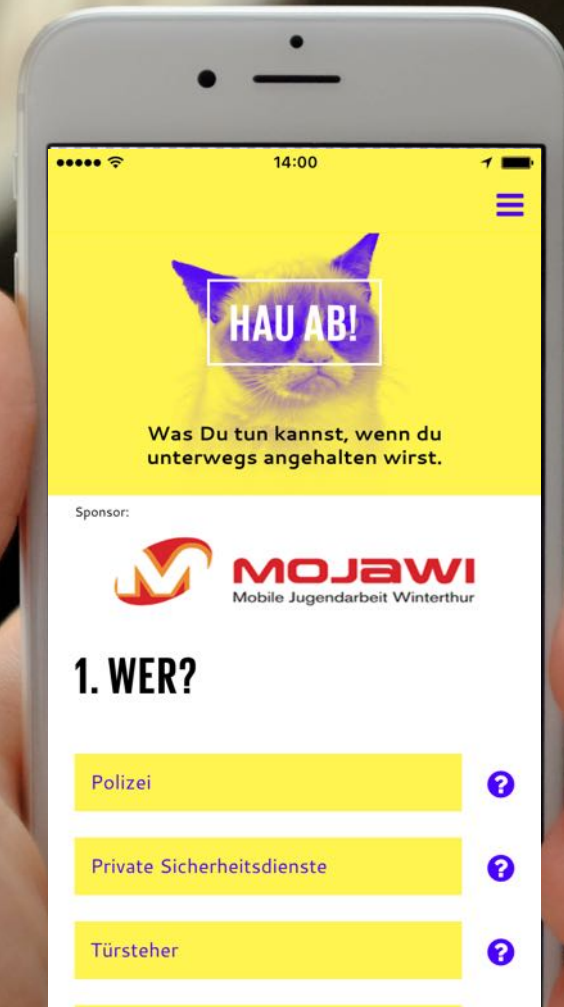 14:00
HAU AB!
Was Du tun kannst, wenn du
unterwegs angehalten wirst.
Sponsor:
M
MOJAWI
Mobile Jugendarbeit Winterthur
1. WER?
Polizei
?
Private Sicherheitsdienste
?
Türsteher
?